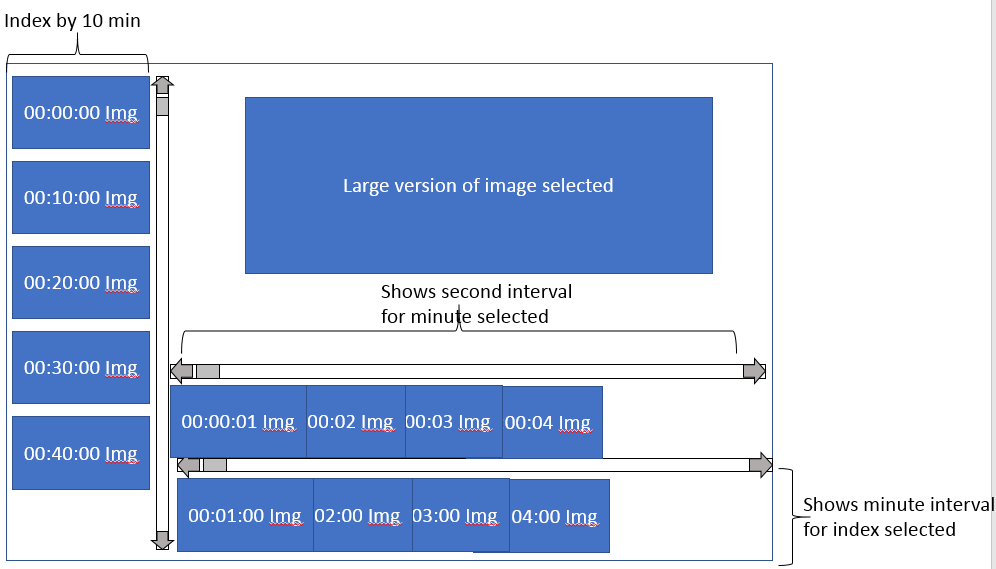 Index by 10 min
00:00:00 Img
00:10:00 Img
00:20:00 Img
00:30:00 Img
00:40:00 Img
Large version of image selected
Shows second interval
for minute selected
00:00:01 Img
00:02 Img
00:03 Img
00:04 Img
00:01:00 Img
02:00 Img
03:00 Img
04:00 Img
Shows minute interval
for index selected